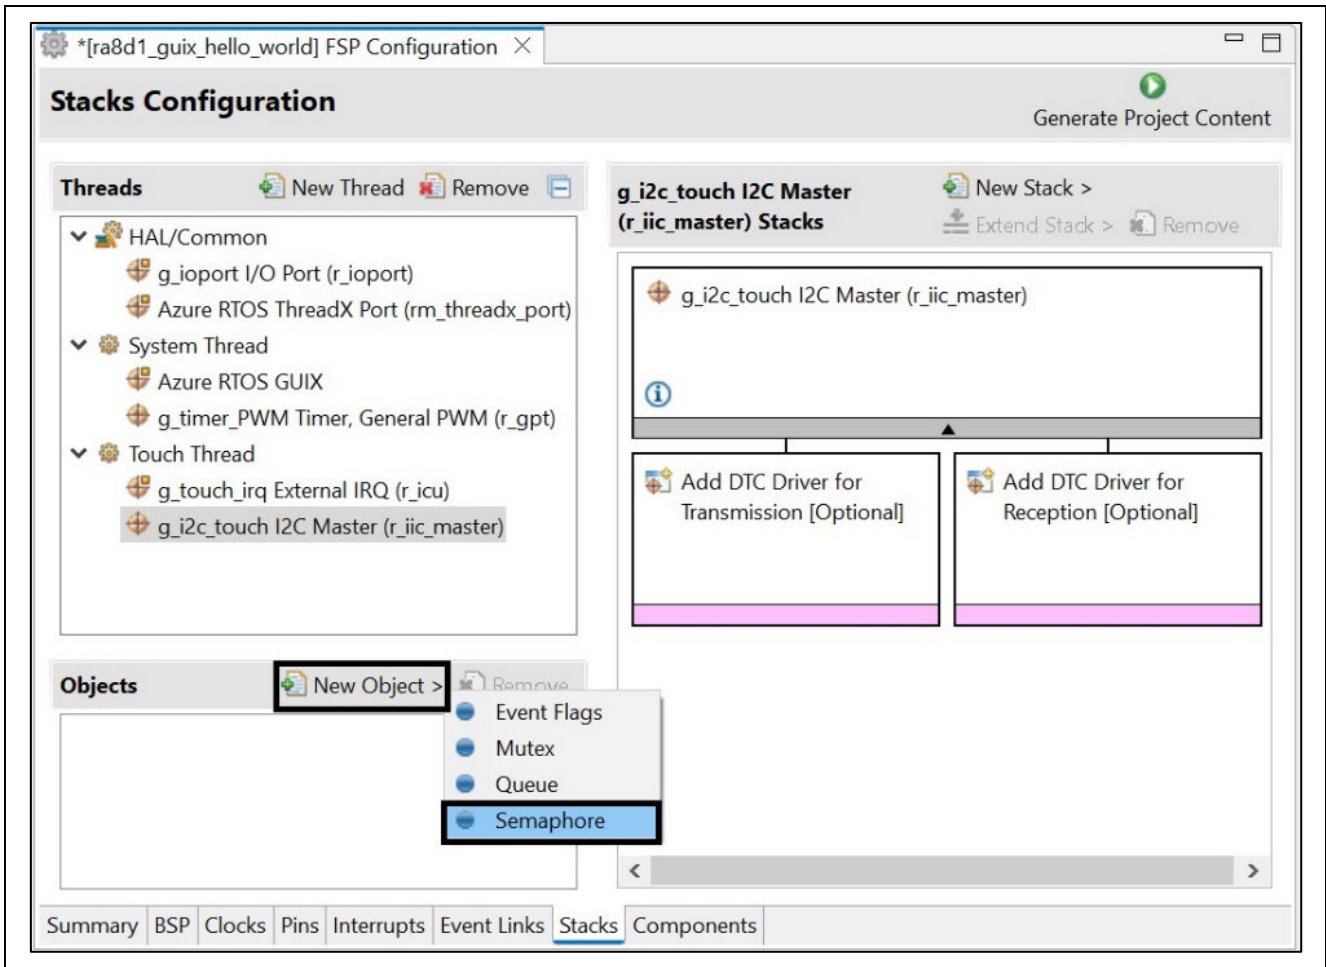 *[ra8d1_guix_hello_world] FSP Configuration
Stacks Configuration
Generate Project Content
Threads
New Thread
Remove
HAL/Common
g_ioport I/O Port (r_ioport)
Azure RTOS ThreadX Port (rm_threadx_port)
System Thread
Azure RTOS GUIX
g_timer_PWM Timer, General PWM (r_gpt)
Touch Thread
g_touch_irq External IRQ (r_icu)
g_i2c_touch I2C Master (r_iic_master)
Objects
New Object >
Remove
Event Flags
Mutex
Queue
Semaphore
g_i2c_touch I2C Master
(r_iic_master) Stacks
New Stack >
Extend Stack >
Remove
g_i2c_touch I2C Master (r_iic_master)
Add DTC Driver for
Transmission [Optional]
Add DTC Driver for
Reception [Optional]
Summary BSP Clocks Pins Interrupts Event Links Stacks Components